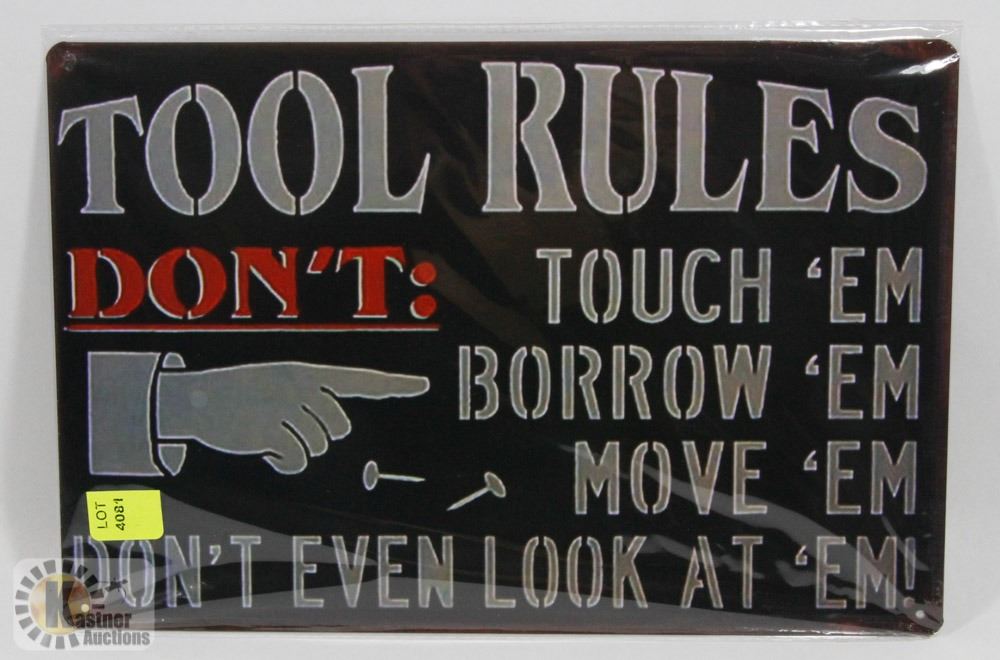 TOOL RULES
DON'T:
TOUCH 'EM
BORROW 'EM
MOVE 'EM
DON'T EVEN LOOK AT 'EM!
LOT
4081
Kastner
Auctions